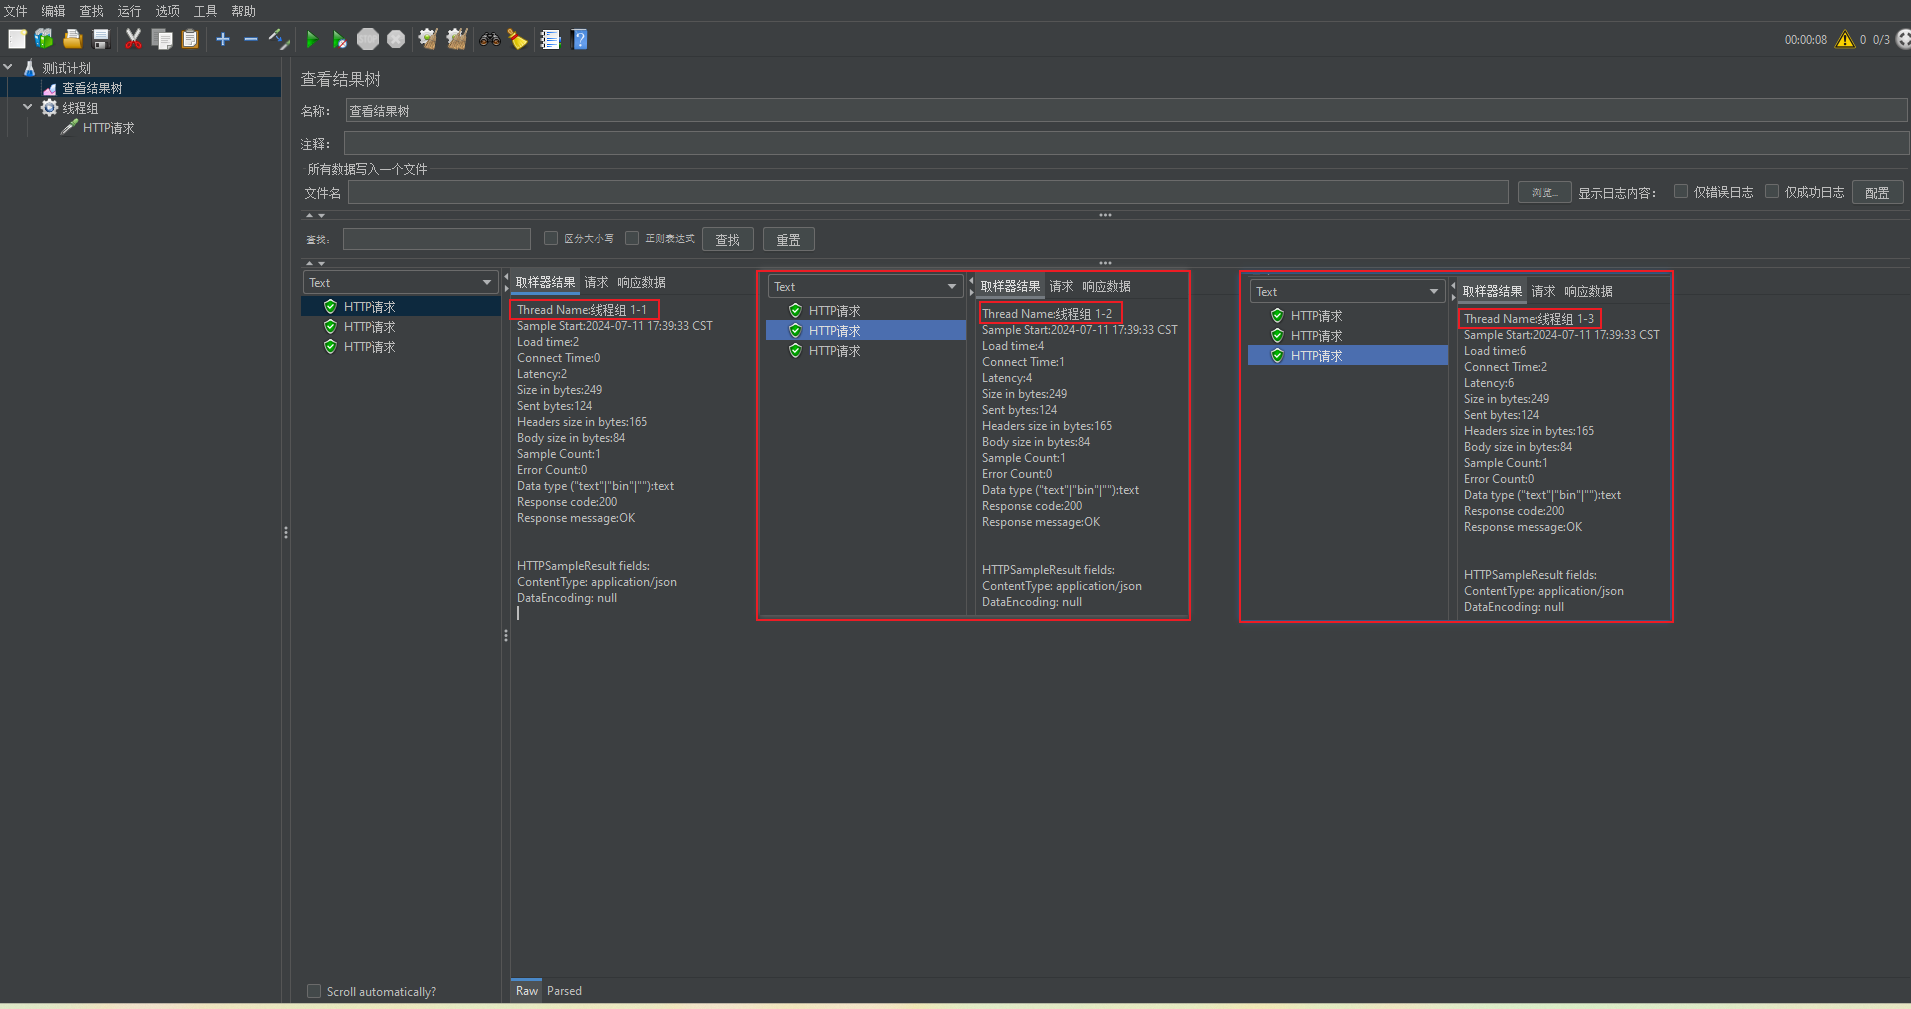 文件 编辑 查找 运行 选项 工具 帮助
00:00:08 0 0/3
测试计划
查看结果树
线程组
HTTP请求
查看结果树
名称： 查看结果树
注释：
所有数据写入一个文件
文件名 浏览... 显示日志内容： 仅错误日志 仅成功日志 配置
查找： 区分大小写 正则表达式 查找 重置
Text
HTTP请求
HTTP请求
HTTP请求
取样器结果 请求 响应数据
Thread Name:线程组 1-1
Sample Start:2024-07-11 17:39:33 CST
Load time:2
Connect Time:0
Latency:2
Size in bytes:249
Sent bytes:124
Headers size in bytes:165
Body size in bytes:84
Sample Count:1
Error Count:0
Data type ("text"|"bin"|""):text
Response code:200
Response message:OK
HTTPSampleResult fields:
ContentType: application/json
DataEncoding: null
Text
HTTP请求
HTTP请求
HTTP请求
取样器结果 请求 响应数据
Thread Name:线程组 1-2
Sample Start:2024-07-11 17:39:33 CST
Load time:4
Connect Time:1
Latency:4
Size in bytes:249
Sent bytes:124
Headers size in bytes:165
Body size in bytes:84
Sample Count:1
Error Count:0
Data type ("text"|"bin"|""):text
Response code:200
Response message:OK
HTTPSampleResult fields:
ContentType: application/json
DataEncoding: null
Text
HTTP请求
HTTP请求
HTTP请求
取样器结果 请求 响应数据
Thread Name:线程组 1-3
Sample Start:2024-07-11 17:39:33 CST
Load time:6
Connect Time:2
Latency:6
Size in bytes:249
Sent bytes:124
Headers size in bytes:165
Body size in bytes:84
Sample Count:1
Error Count:0
Data type ("text"|"bin"|""):text
Response code:200
Response message:OK
HTTPSampleResult fields:
ContentType: application/json
DataEncoding: null
Scroll automatically?
Raw Parsed